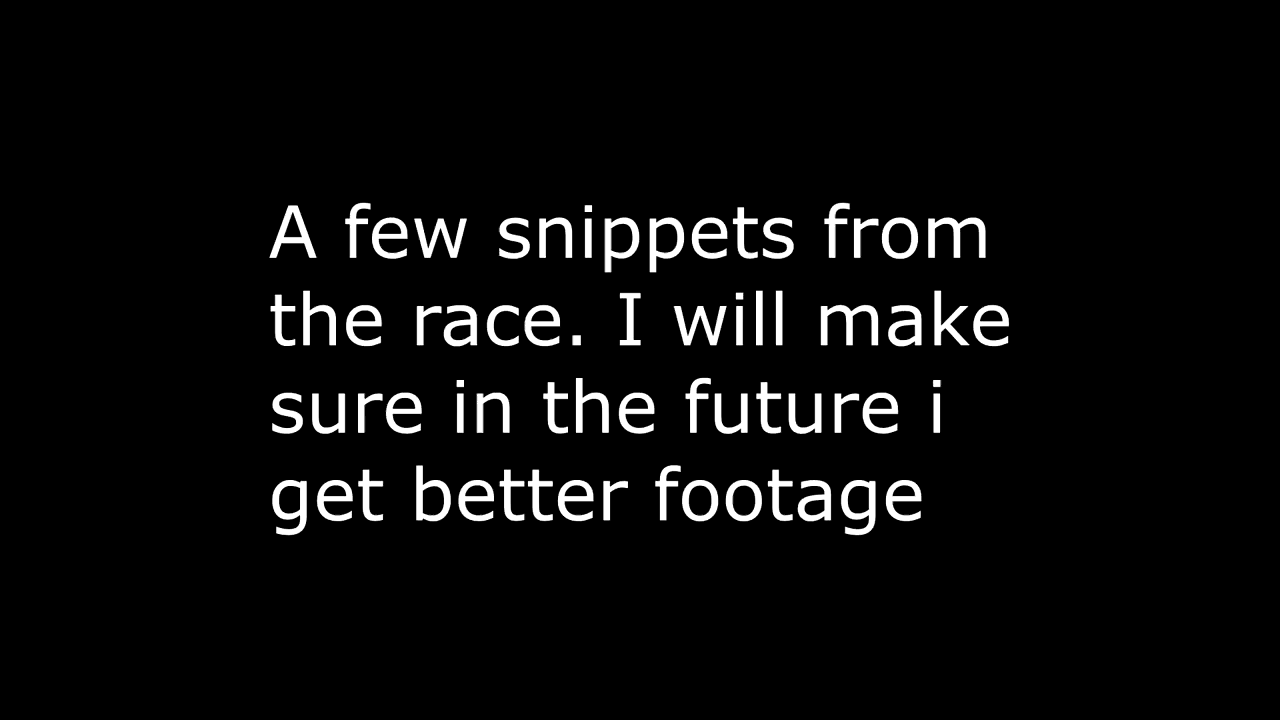 A few snippets from
the race. I will make
sure in the future i
get better footage